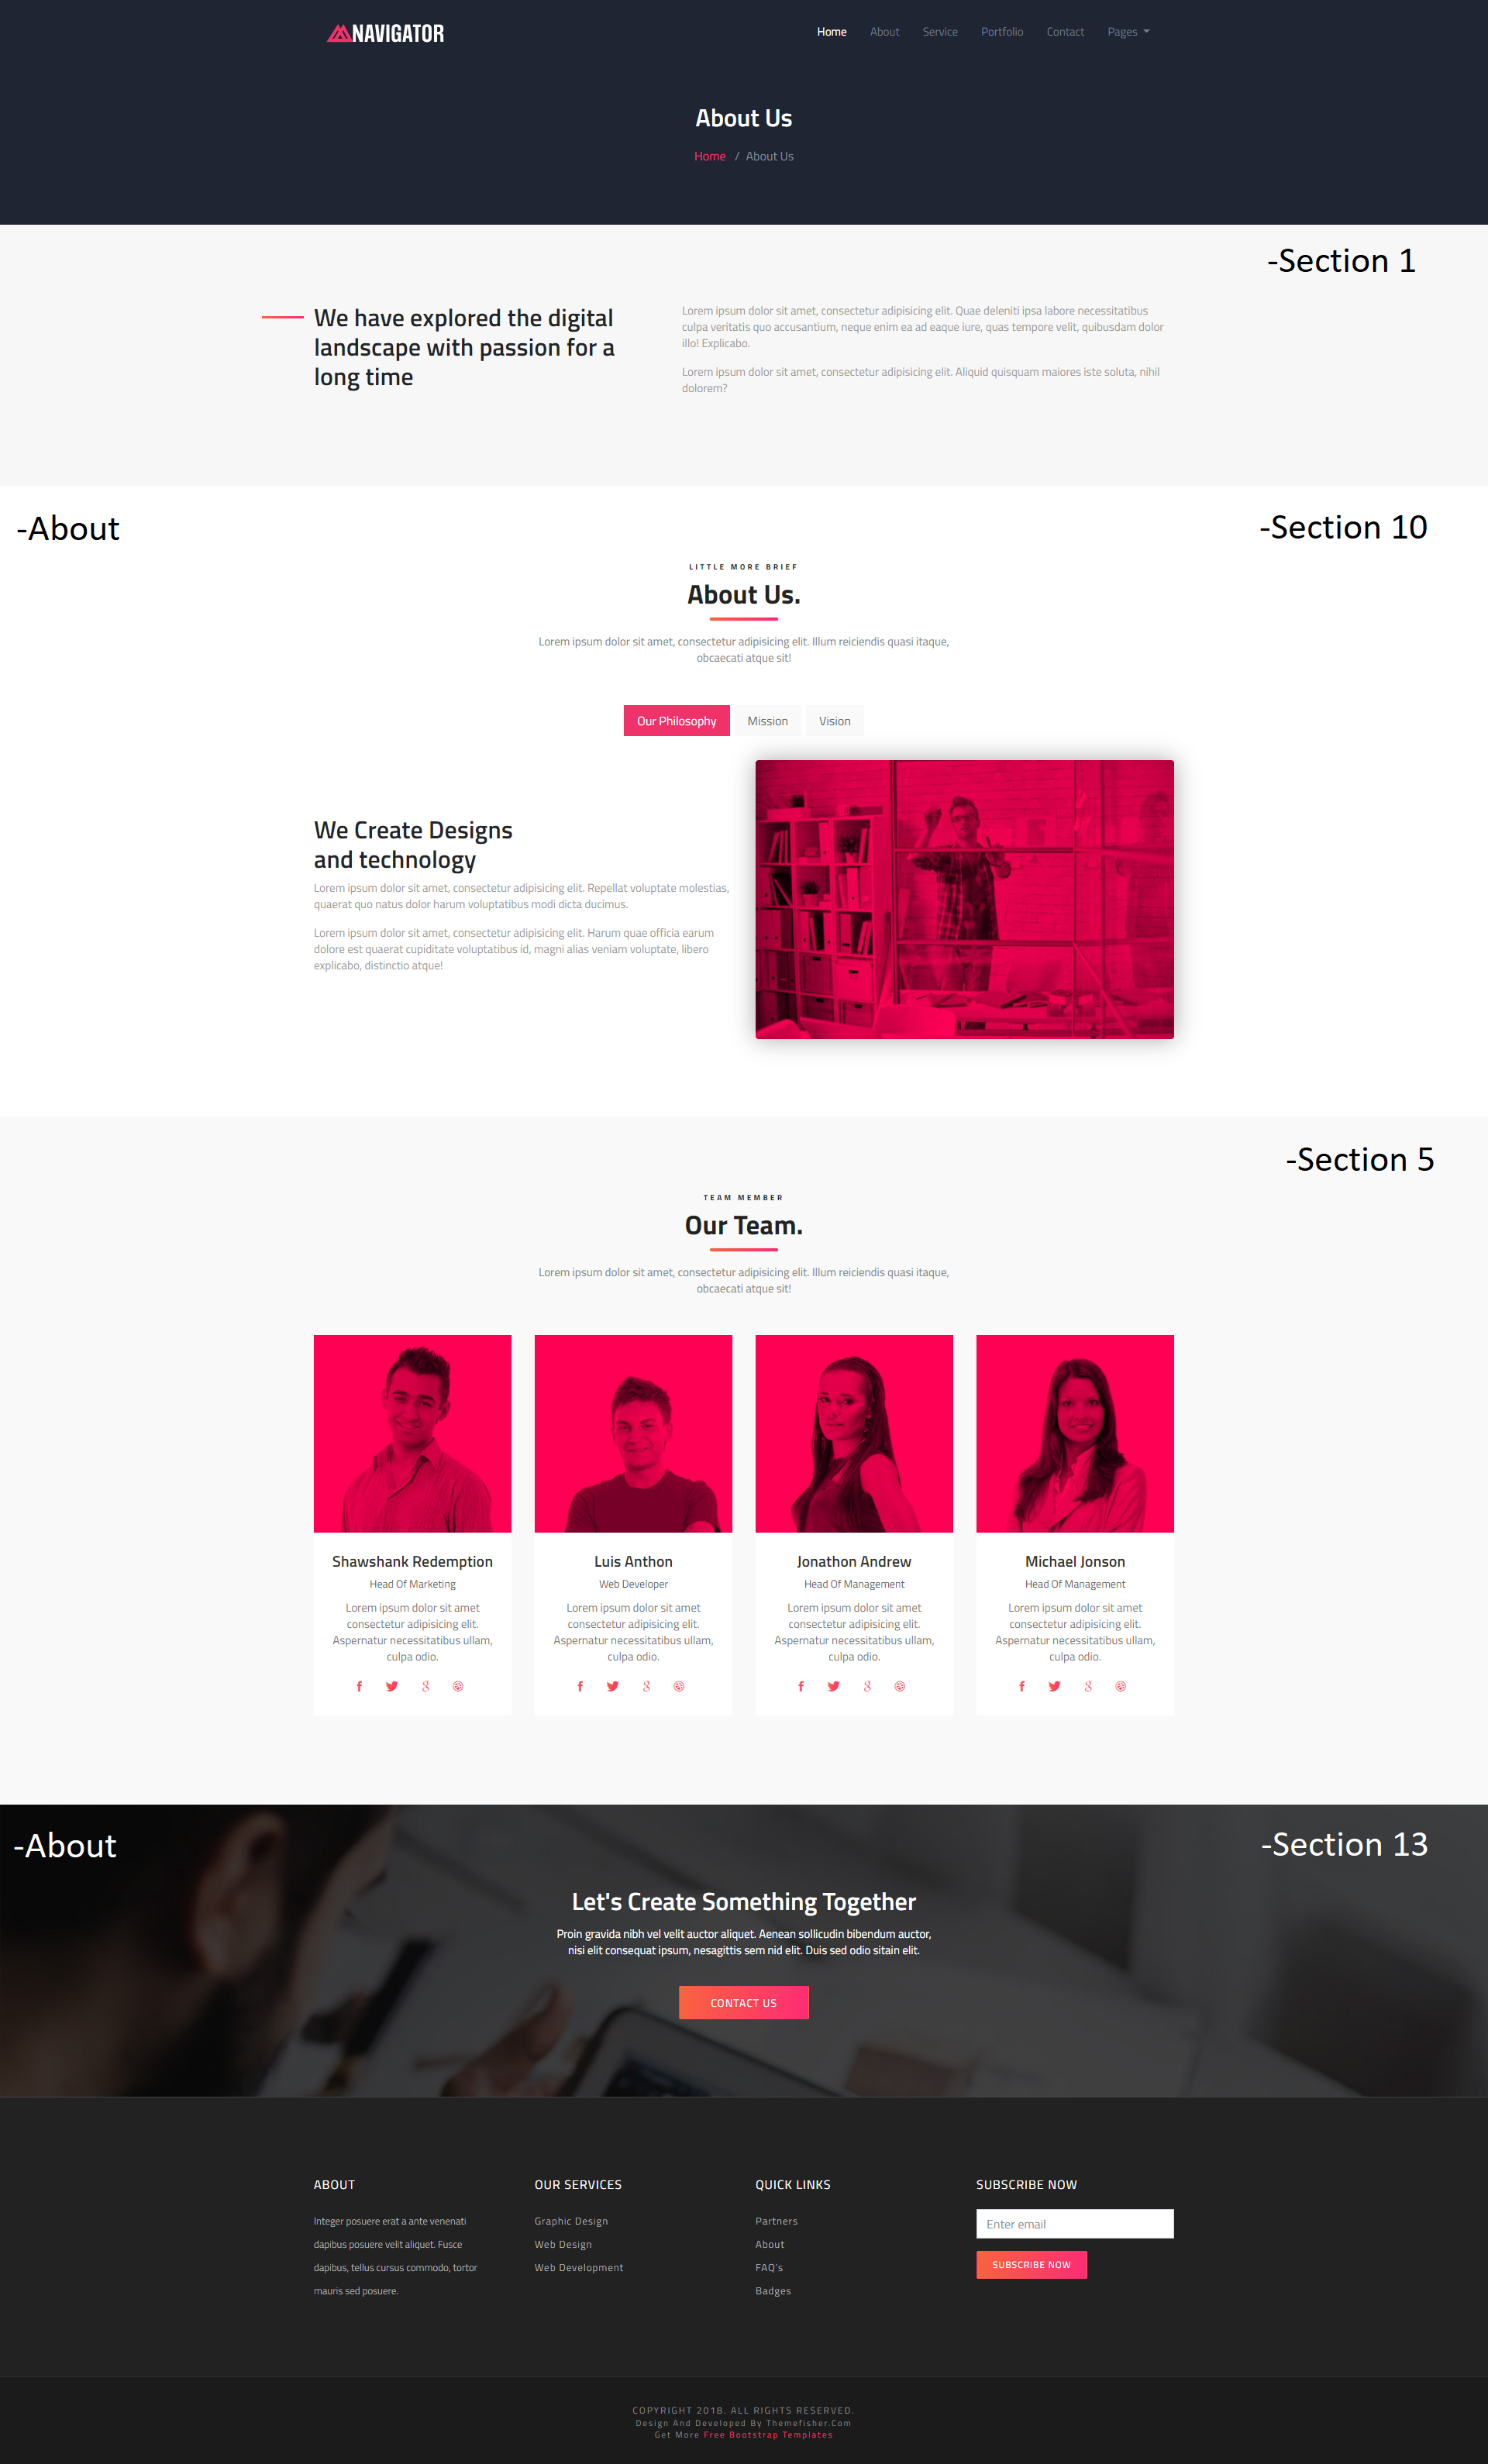 NAVIGATOR
Home About Service Portfolio Contact Pages
About Us
Home / About Us
-Section 1
We have explored the digital
landscape with passion for a
long time
Lorem ipsum dolor sit amet, consectetur adipisicing elit. Quae deleniti ipsa labore necessitatibus
culpa veritatis quo accusantium, neque enim ea ad eaque iure, quas tempore velit, quibusdam dolor
illo! Explicabo.
Lorem ipsum dolor sit amet, consectetur adipisicing elit. Aliquid quisquam maiores iste soluta, nihil
dolorem?
-About
-Section 10
LITTLE MORE BRIEF
About Us.
Lorem ipsum dolor sit amet, consectetur adipisicing elit. Illum reiciendis quasi itaque,
obcaecati atque sit!
Our Philosophy Mission Vision
We Create Designs
and technology
Lorem ipsum dolor sit amet, consectetur adipisicing elit. Repellat voluptate molestias,
quaerat quo natus dolor harum voluptatibus modi dicta ducimus.
Lorem ipsum dolor sit amet, consectetur adipisicing elit. Harum quae officia earum
dolore est quaerat cupiditate voluptatibus id, magni alias veniam voluptate, libero
explicabo, distinctio atque!
-Section 5
TEAM MEMBER
Our Team.
Lorem ipsum dolor sit amet, consectetur adipisicing elit. Illum reiciendis quasi itaque,
obcaecati atque sit!
Shawshank Redemption
Head Of Marketing
Lorem ipsum dolor sit amet
consectetur adipisicing elit.
Aspernatur necessitatibus ullam,
culpa odio.
Luis Anthon
Web Developer
Lorem ipsum dolor sit amet
consectetur adipisicing elit.
Aspernatur necessitatibus ullam,
culpa odio.
Jonathon Andrew
Head Of Management
Lorem ipsum dolor sit amet
consectetur adipisicing elit.
Aspernatur necessitatibus ullam,
culpa odio.
Michael Jonson
Head Of Management
Lorem ipsum dolor sit amet
consectetur adipisicing elit.
Aspernatur necessitatibus ullam,
culpa odio.
-About
-Section 13
Let's Create Something Together
Proin gravida nibh vel velit auctor aliquet. Aenean sollicudin bibendum auctor,
nisi elit consequat ipsum, nesagittis sem nid elit. Duis sed odio sitain elit.
CONTACT US
ABOUT
Integer posuere erat a ante venenati
dapibus posuere velit aliquet. Fusce
dapibus, tellus cursus commodo, tortor
mauris sed posuere.
OUR SERVICES
Graphic Design
Web Design
Web Development
QUICK LINKS
Partners
About
FAQ's
Badges
SUBSCRIBE NOW
Enter email
SUBSCRIBE NOW
COPYRIGHT 2018. ALL RIGHTS RESERVED.
Design And Developed By Themefisher.Com
Get More Free Bootstrap Templates